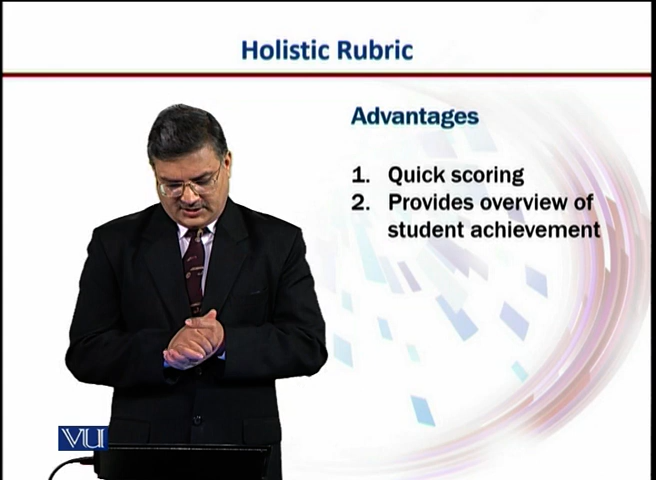 Holistic Rubric
Advantages
1. Quick scoring
2. Provides overview of
student achievement
VU